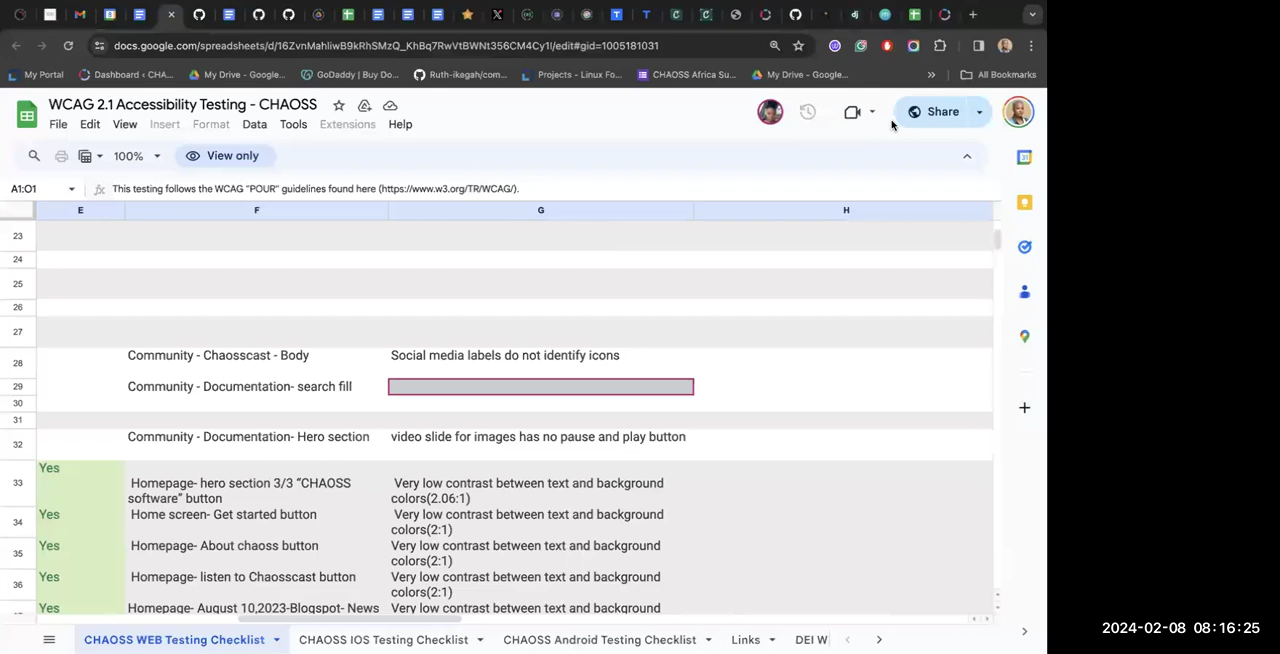 docs.google.com/spreadsheets/d/16ZvnMahliwB9kRhSMzQ_KhBq7RwVtBWNt356CM4Cy1I/edit#gid=1005181031
My Portal
Dashboard ‹ CHA...
My Drive - Google...
GoDaddy | Buy Do...
Ruth-ikegah/com...
Projects - Linux Fo...
CHAOSS Africa Su...
My Drive - Google...
»
All Bookmarks
WCAG 2.1 Accessibility Testing - CHAOSS
Share
File Edit View Insert Format Data Tools Extensions Help
100%
View only
A1:O1
fx This testing follows the WCAG "POUR" guidelines found here (https://www.w3.org/TR/WCAG/).
E F G H
23
24
25
26
27
28 Community - Chaosscast - Body Social media labels do not identify icons
29 Community - Documentation- search fill
30
31
32 Community - Documentation- Hero section video slide for images has no pause and play button
33 Yes Homepage- hero section 3/3 “CHAOSS software” button Very low contrast between text and background colors(2.06:1)
34 Yes Home screen- Get started button Very low contrast between text and background colors(2:1)
35 Yes Homepage- About chaoss button Very low contrast between text and background colors(2:1)
36 Yes Homepage- listen to Chaosscast button Very low contrast between text and background colors(2:1)
Yes Homepage- August 10,2023-Blogspot- News Very low contrast between text and background
CHAOSS WEB Testing Checklist
CHAOSS IOS Testing Checklist
CHAOSS Android Testing Checklist
Links
DEI W
2024-02-08 08:16:25